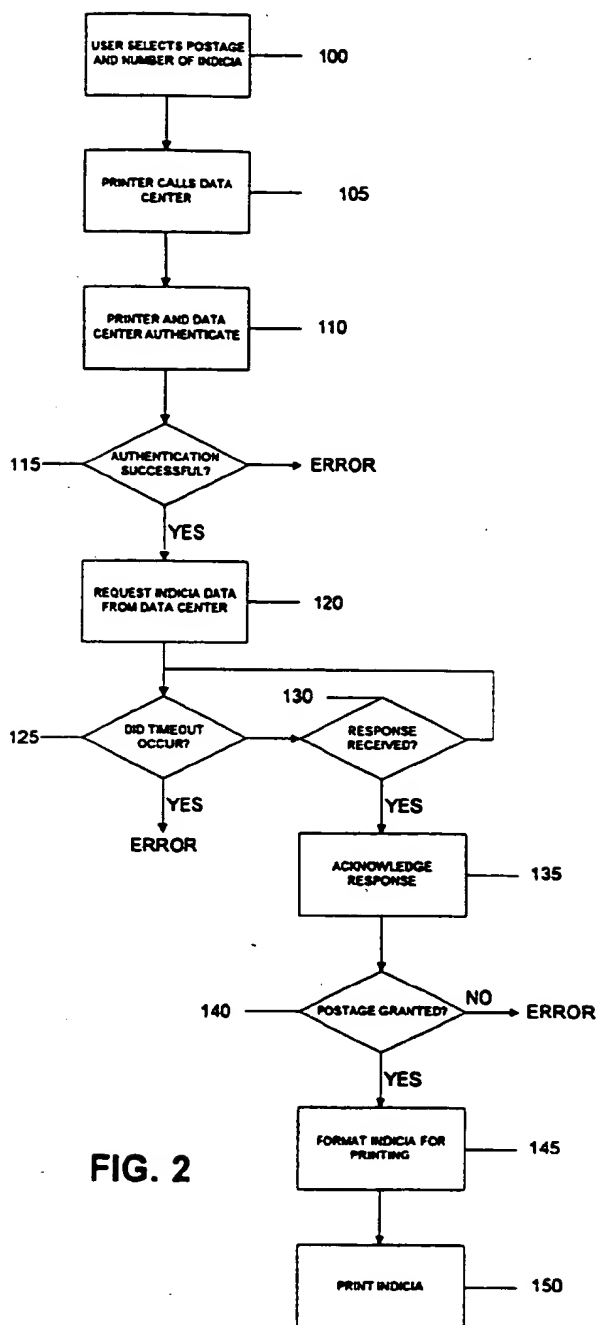 USER SELECTS POSTAGE
AND NUMBER OF INDICIA
100
PRINTER CALLS DATA
CENTER
105
PRINTER AND DATA
CENTER AUTHENTICATE
110
115
AUTHENTICATION
SUCCESSFUL?
ERROR
YES
REQUEST INDICIA DATA
FROM DATA CENTER
120
125
DID TIMEOUT
OCCUR?
130
RESPONSE
RECEIVED?
YES
ERROR
YES
ACKNOWLEDGE
RESPONSE
135
140
POSTAGE GRANTED?
NO
ERROR
YES
FORMAT INDICIA FOR
PRINTING
145
FIG. 2
PRINT INDICIA
150